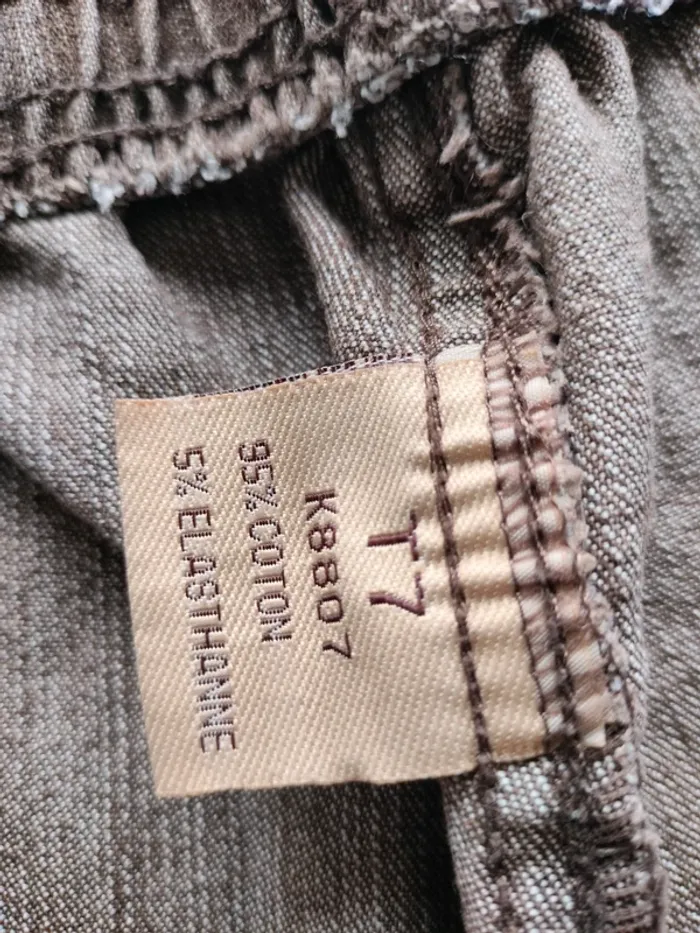 T7
K8807
95% COTON
5% ELASTHANNE